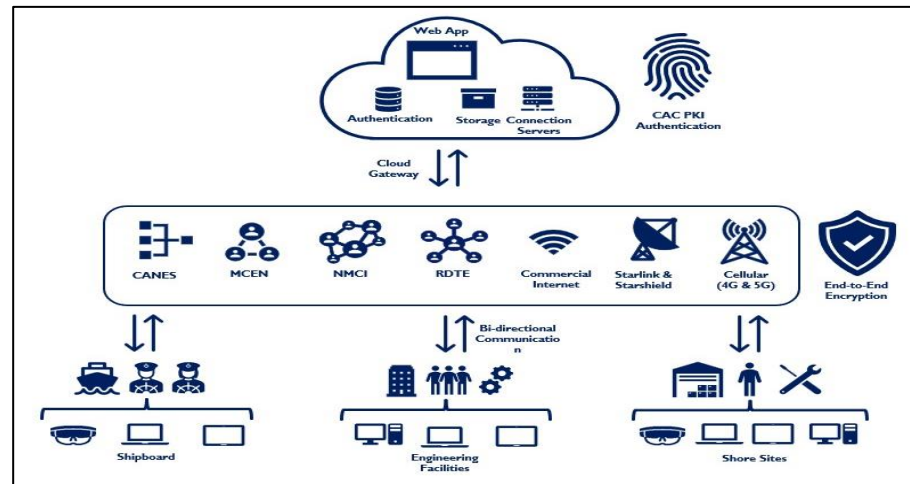 Web App
Authentication
Storage
Connection
Servers
CAC PKI
Authentication
Cloud
Gateway
CANES
MCEN
NMCI
RDTE
Commercial
Internet
Starlink &
Starshield
Cellular
(4G & 5G)
End-to-End
Encryption
Bi-directional
Communicatio
n
Shipboard
Engineering
Facilities
Shore Sites